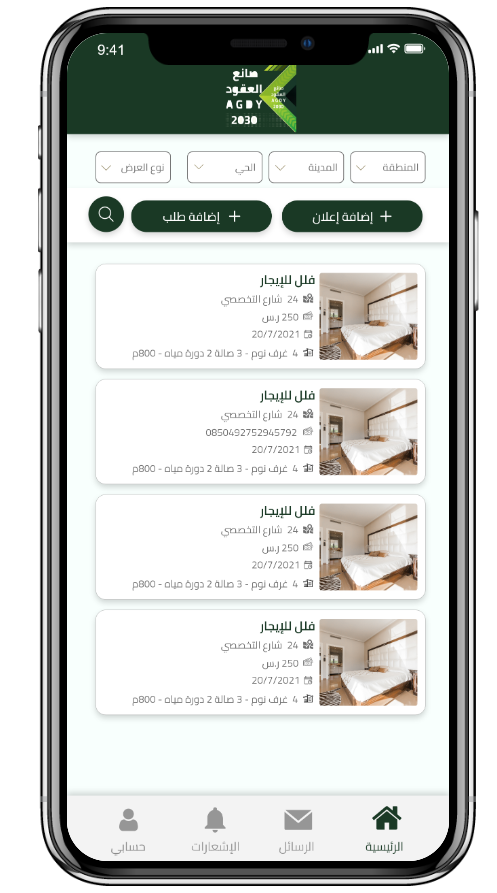 9:41
صانع
العقود
AGDY
2030
المنطقة
المدينة
الحي
نوع العرض
+ إضافة إعلان
+ إضافة طلب
فلل للإيجار
24 شارع التخصصي
250 ر.س
20/7/2021
4 غرف نوم - 3 صالة 2 دورة مياه - 800م
فلل للإيجار
24 شارع التخصصي
0850492752945792
20/7/2021
4 غرف نوم - 3 صالة 2 دورة مياه - 800م
فلل للإيجار
24 شارع التخصصي
250 ر.س
20/7/2021
4 غرف نوم - 3 صالة 2 دورة مياه - 800م
فلل للإيجار
24 شارع التخصصي
250 ر.س
20/7/2021
4 غرف نوم - 3 صالة 2 دورة مياه - 800م
الرئيسية
الرسائل
الإشعارات
حسابي